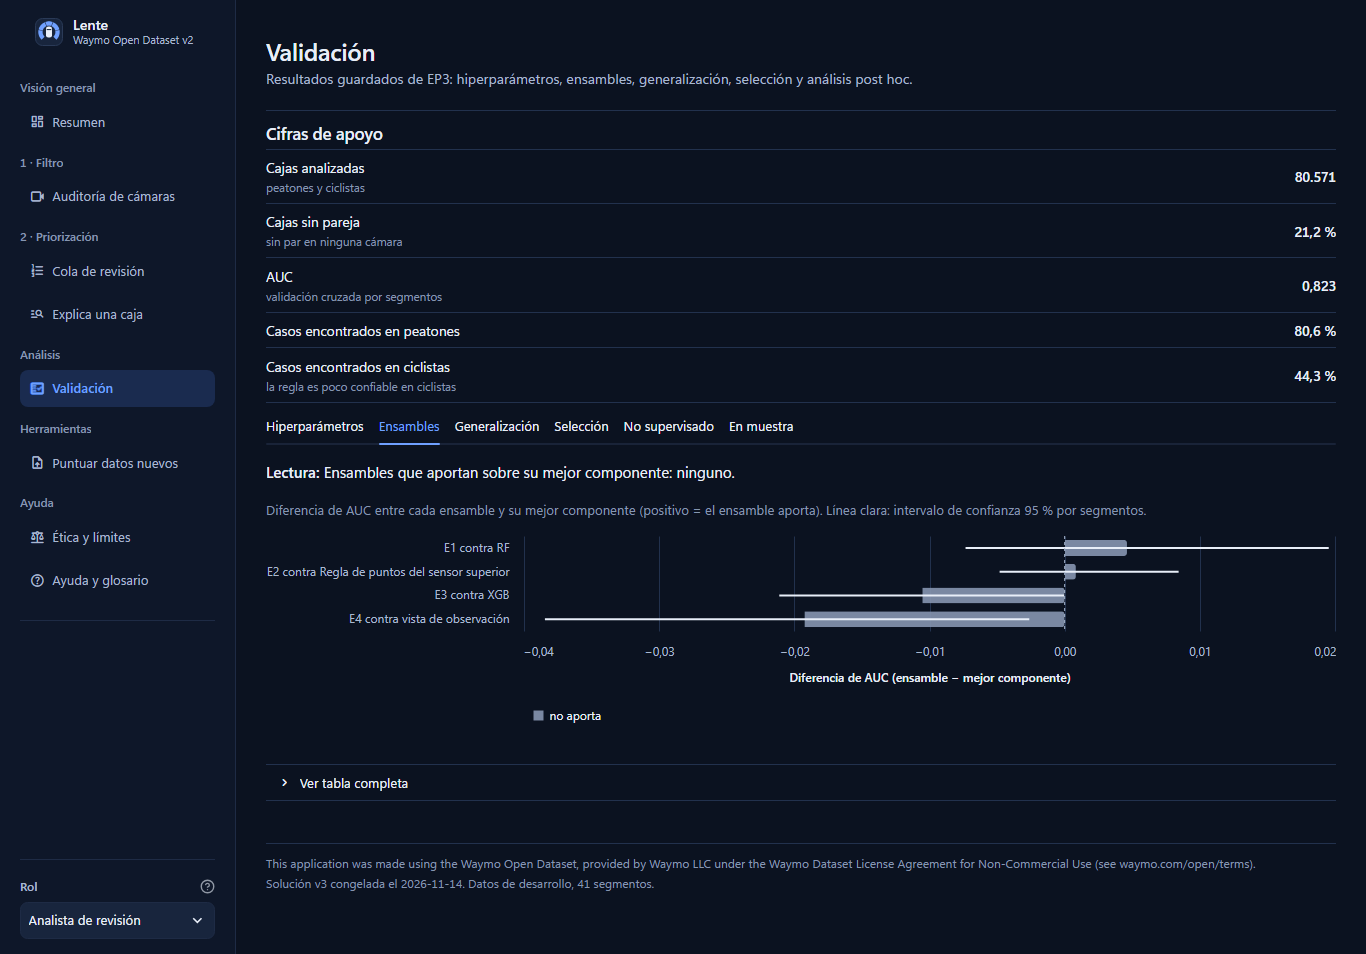 Lente
Waymo Open Dataset v2
Visión general
Resumen
1 · Filtro
Auditoría de cámaras
2 · Priorización
Cola de revisión
Explica una caja
Análisis
Validación
Herramientas
Puntuar datos nuevos
Ayuda
Ética y límites
Ayuda y glosario
Rol
Analista de revisión
Validación
Resultados guardados de EP3: hiperparámetros, ensambles, generalización, selección y análisis post hoc.
Cifras de apoyo
Cajas analizadas
peatones y ciclistas
80.571
Cajas sin pareja
sin par en ninguna cámara
21,2 %
AUC
validación cruzada por segmentos
0,823
Casos encontrados en peatones
80,6 %
Casos encontrados en ciclistas
la regla es poco confiable en ciclistas
44,3 %
Hiperparámetros Ensambles Generalización Selección No supervisado En muestra
Lectura: Ensambles que aportan sobre su mejor componente: ninguno.
Diferencia de AUC entre cada ensamble y su mejor componente (positivo = el ensamble aporta). Línea clara: intervalo de confianza 95 % por segmentos.
E1 contra RF
E2 contra Regla de puntos del sensor superior
E3 contra XGB
E4 contra vista de observación
−0,04 −0,03 −0,02 −0,01 0,00 0,01 0,02
Diferencia de AUC (ensamble − mejor componente)
no aporta
Ver tabla completa
This application was made using the Waymo Open Dataset, provided by Waymo LLC under the Waymo Dataset License Agreement for Non-Commercial Use (see waymo.com/open/terms).
Solución v3 congelada el 2026-11-14. Datos de desarrollo, 41 segmentos.